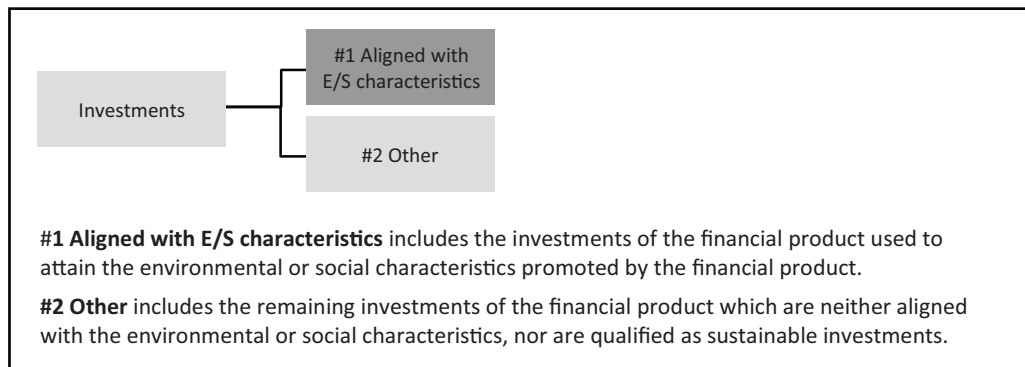 #1 Aligned with
E/S characteristics
Investments
#2 Other
#1 Aligned with E/S characteristics includes the investments of the financial product used to
attain the environmental or social characteristics promoted by the financial product.
#2 Other includes the remaining investments of the financial product which are neither aligned
with the environmental or social characteristics, nor are qualified as sustainable investments.